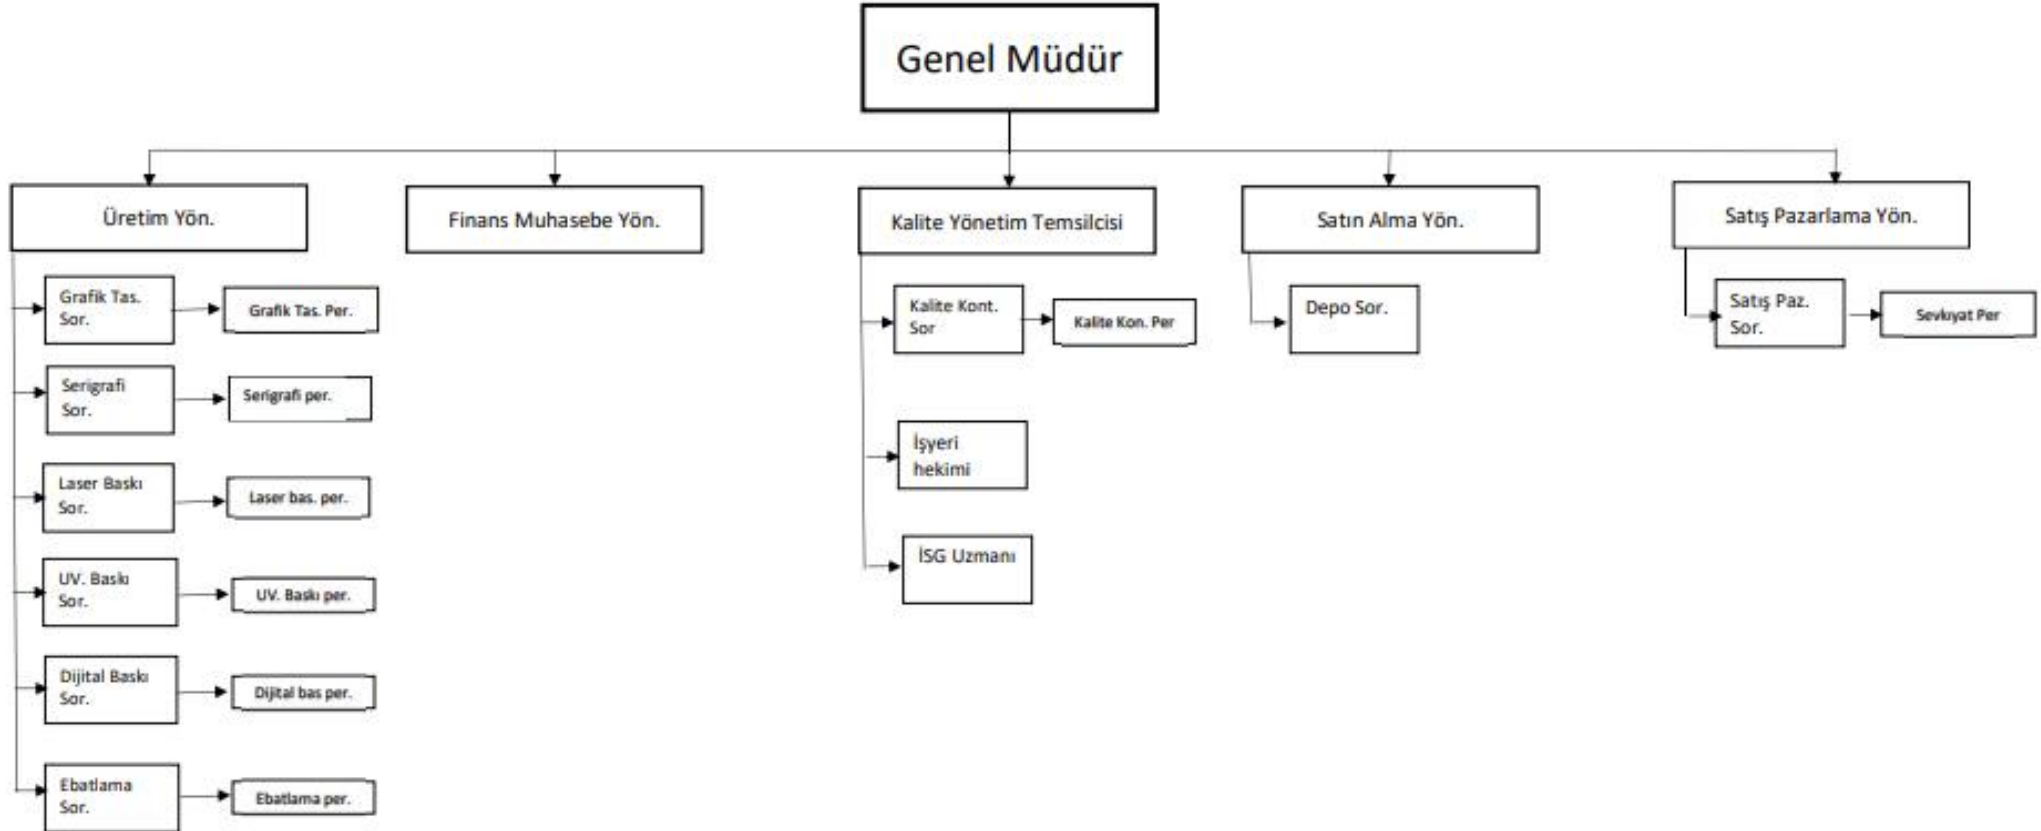 Genel Müdür
Üretim Yön.
Finans Muhasebe Yön.
Kalite Yönetim Temsilcisi
Satın Alma Yön.
Satış Pazarlama Yön.
Grafik Tas.
Sor.
Grafik Tas. Per.
Serigrafi
Sor.
Serigrafi per.
Laser Baskı
Sor.
Laser bas. per.
UV. Baskı
Sor.
UV. Baskı per.
Dijital Baskı
Sor.
Dijital bas per.
Ebatlama
Sor.
Ebatlama per.
Kalite Kont.
Sor
Kalite Kon. Per
İşyeri
hekimi
İSG Uzmanı
Depo Sor.
Satış Paz.
Sor.
Sevkıyat Per